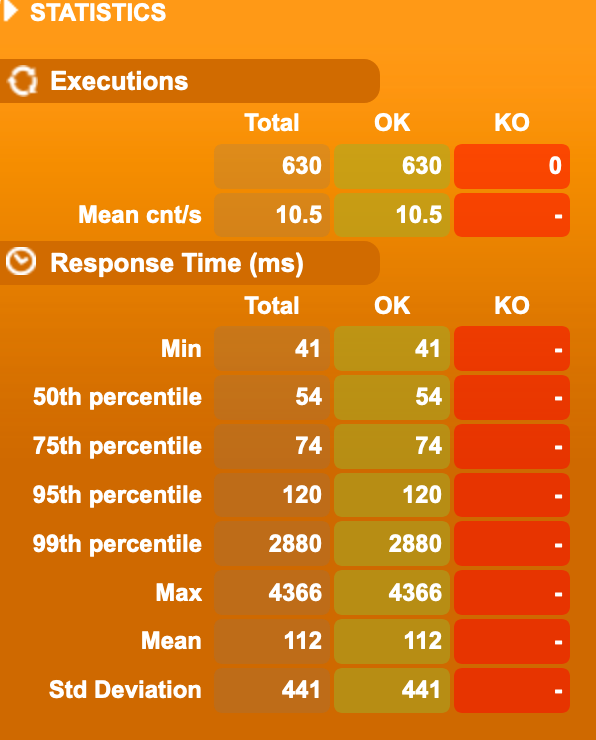 STATISTICS
Executions
Total OK KO
630 630 0
Mean cnt/s 10.5 10.5 -
Response Time (ms)
Total OK KO
Min 41 41 -
50th percentile 54 54 -
75th percentile 74 74 -
95th percentile 120 120 -
99th percentile 2880 2880 -
Max 4366 4366 -
Mean 112 112 -
Std Deviation 441 441 -